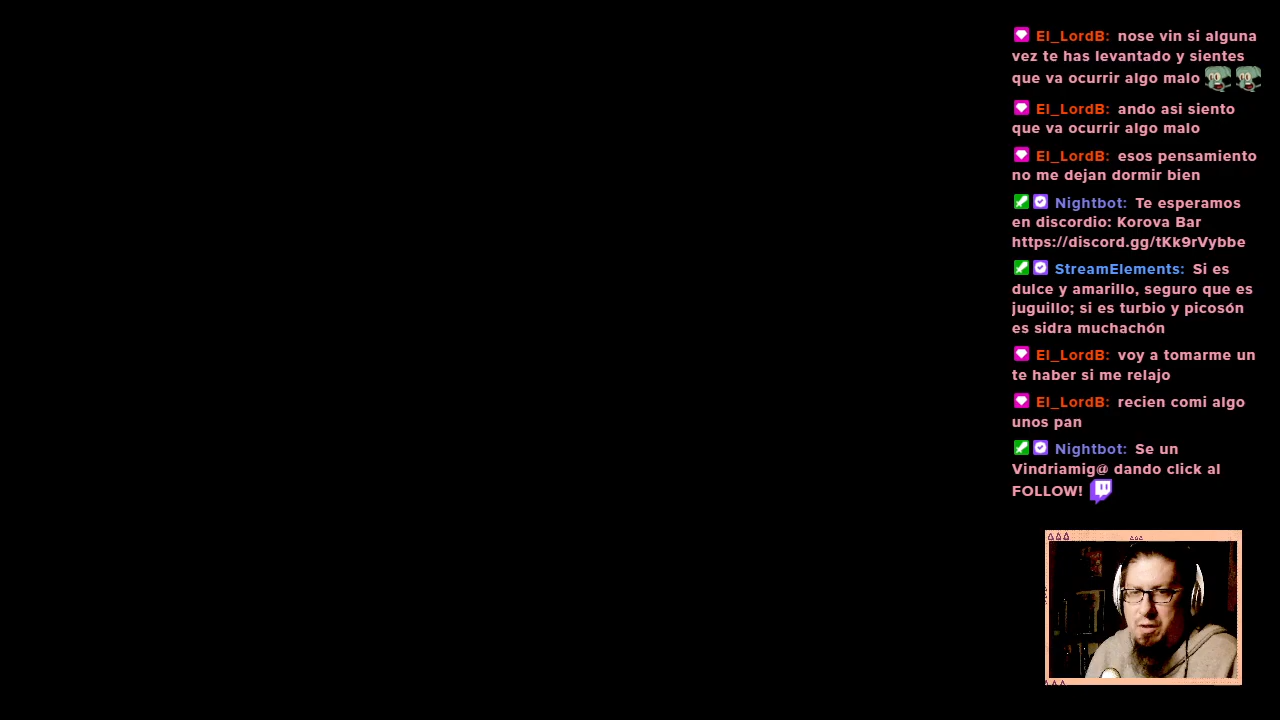 El_LordB: nose vin si alguna
vez te has levantado y sientes
que va ocurrir algo malo
El_LordB: ando asi siento
que va ocurrir algo malo
El_LordB: esos pensamiento
no me dejan dormir bien
Nightbot: Te esperamos
en discordio: Korova Bar
https://discord.gg/tKk9rVybbe
StreamElements: Si es
dulce y amarillo, seguro que es
juguillo; si es turbio y picosón
es sidra muchachón
El_LordB: voy a tomarme un
te haber si me relajo
El_LordB: recien comi algo
unos pan
Nightbot: Se un
Vindriamig@ dando click al
FOLLOW!